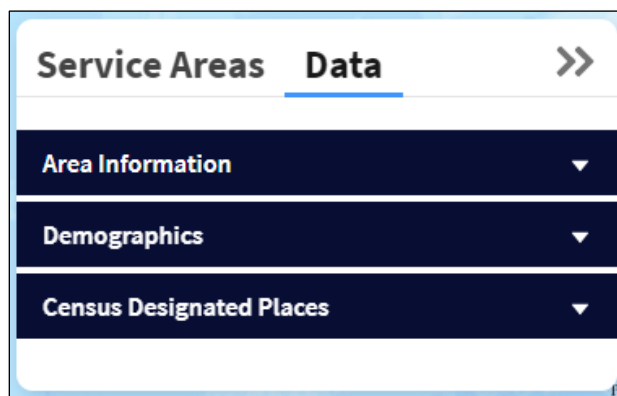 Service Areas Data
Area Information
Demographics
Census Designated Places